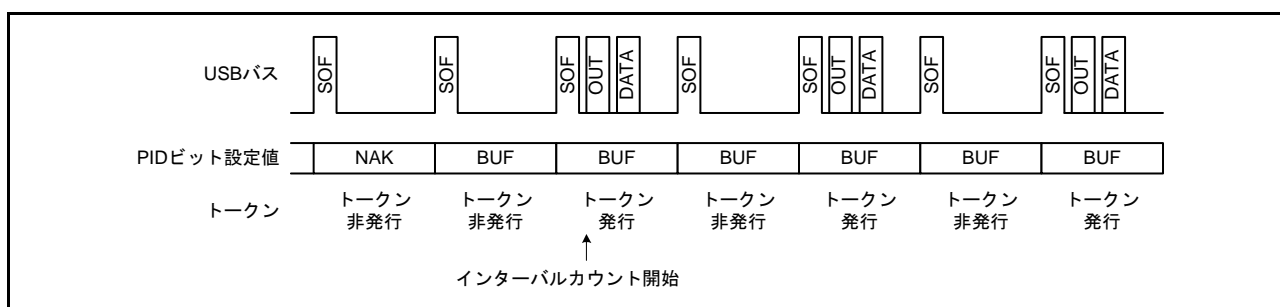 USBバス
SOF SOF SOF OUT DATA SOF SOF OUT DATA SOF SOF OUT DATA
PIDビット設定値 NAK BUF BUF BUF BUF BUF BUF
トークン トークン非発行 トークン非発行 トークン発行 トークン非発行 トークン発行 トークン非発行 トークン発行
インターバルカウント開始